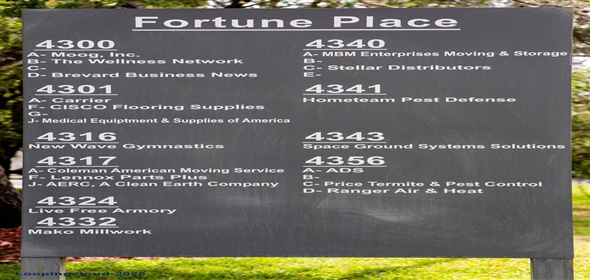 Fortune Place
4300
A- Moog, Inc.
B- The Wellness Network
C-
D- Brevard Business News
4301
A- Carrier
F- CISCO Flooring Supplies
G-
J- Medical Equiptment & Supplies of America
4316
New Wave Gymnastics
4317
A- Coleman American Moving Service
F- Lennox Parts Plus
J- AERC, A Clean Earth Company
4324
Live Free Armory
4332
Mako Millwork
4340
A- MBM Enterprises Moving & Storage
B-
C- Stellar Distributors
E-
4341
Hometeam Pest Defense
4343
Space Ground Systems Solutions
4356
A- ADS
B-
C- Price Termite & Pest Control
D- Ranger Air & Heat